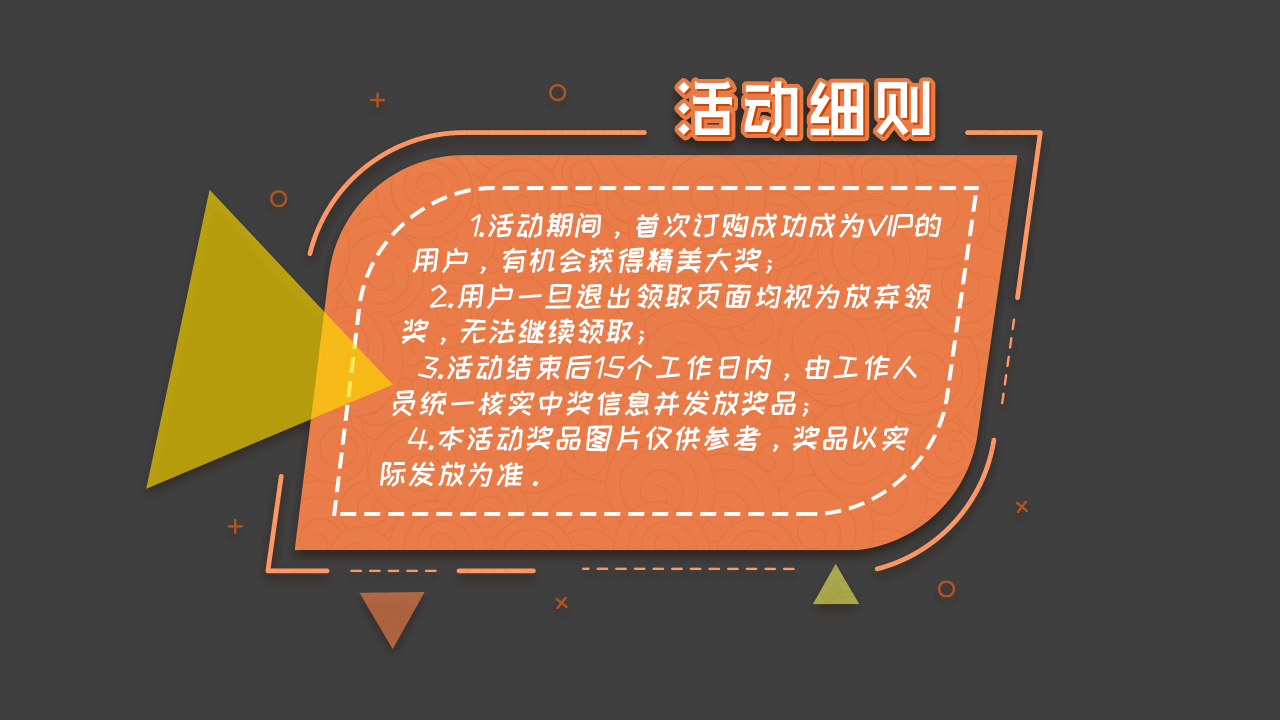 活动细则
1.活动期间，首次订购成功成为VIP的
用户，有机会获得精美大奖；
2.用户一旦退出领取页面均视为放弃领
奖，无法继续领取；
3.活动结束后15个工作日内，由工作人
员统一核实中奖信息并发放奖品；
4.本活动奖品图片仅供参考，奖品以实
际发放为准.